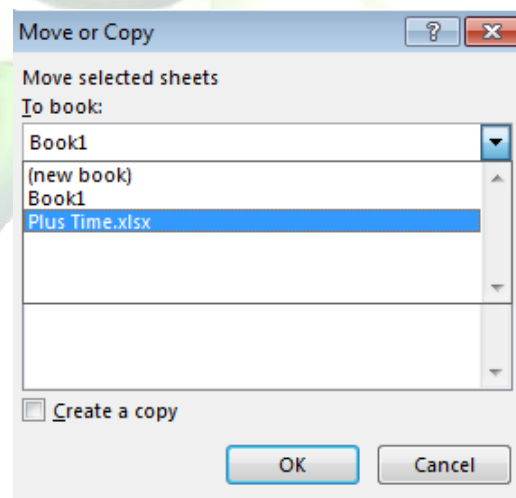 Move or Copy
Move selected sheets
To book:
Book1
(new book)
Book1
Plus Time.xlsx
Create a copy
OK Cancel